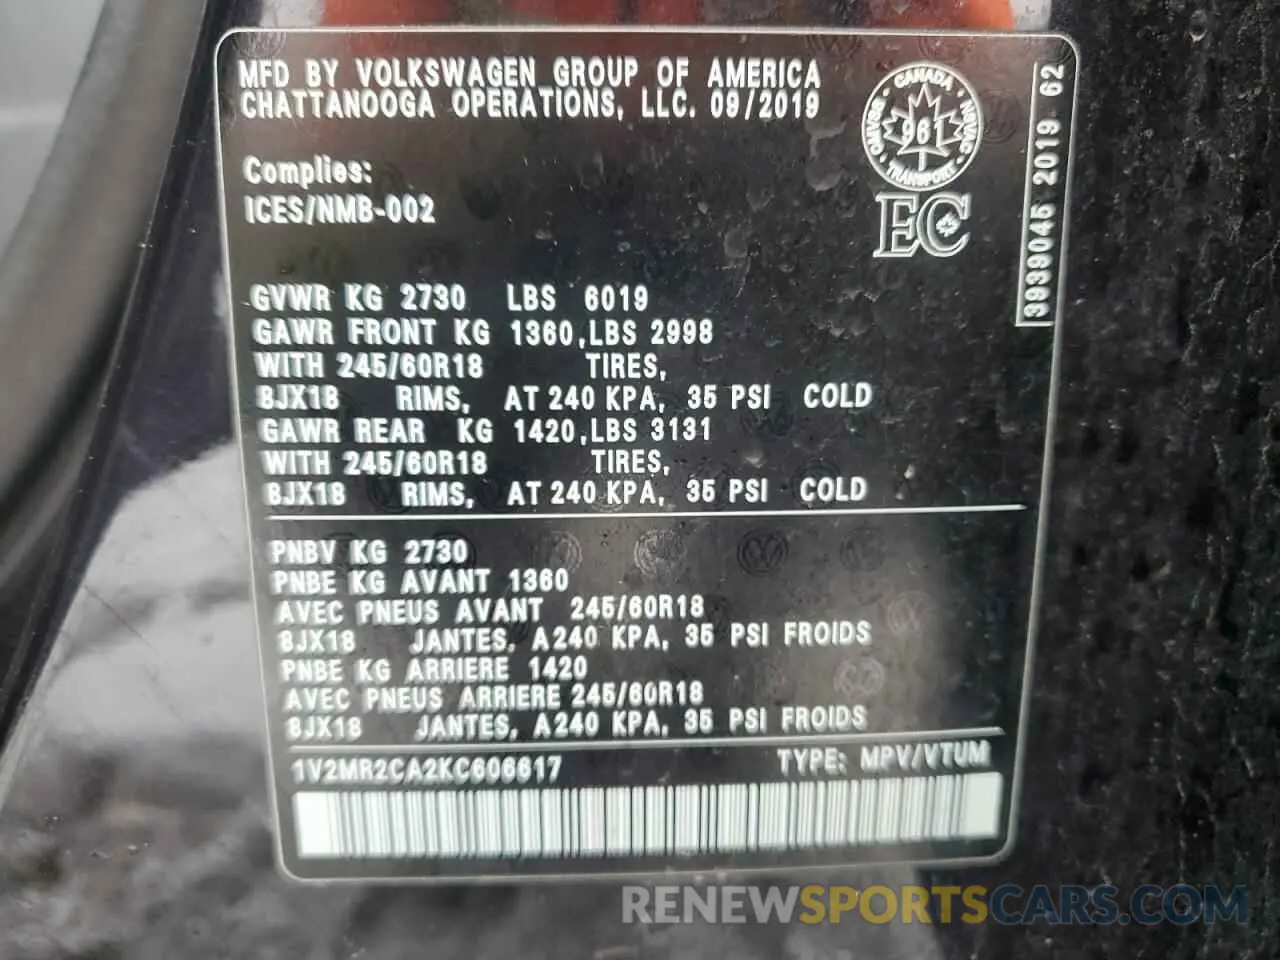 MFD BY VOLKSWAGEN GROUP OF AMERICA
CHATTANOOGA OPERATIONS, LLC. 09/2019
CANADA
CMVSS
961
NSVAC
TRANSPORT
EC
3939045 2019 62
Complies:
ICES/NMB-002
GVWR KG 2730 LBS 6019
GAWR FRONT KG 1360,LBS 2998
WITH 245/60R18 TIRES,
8JX18 RIMS, AT 240 KPA, 35 PSI COLD
GAWR REAR KG 1420,LBS 3131
WITH 245/60R18 TIRES,
8JX18 RIMS, AT 240 KPA, 35 PSI COLD
PNBV KG 2730
PNBE KG AVANT 1360
AVEC PNEUS AVANT 245/60R18
8JX18 JANTES, A 240 KPA, 35 PSI FROIDS
PNBE KG ARRIERE 1420
AVEC PNEUS ARRIERE 245/60R18
8JX18 JANTES, A 240 KPA, 35 PSI FROIDS
1V2MR2CA2KC606617 TYPE: MPV/VTUM
RENEWSPORTSCARS.COM